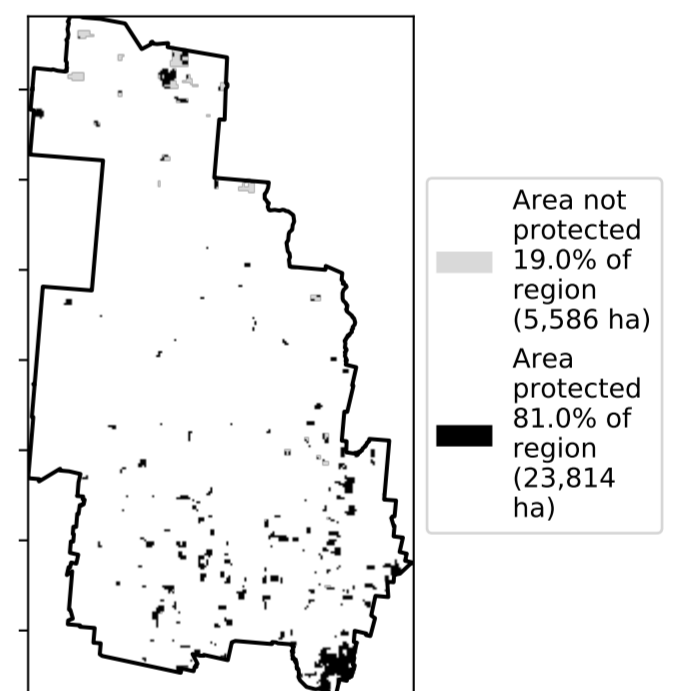 Area not
protected
19.0% of
region
(5,586 ha)
Area
protected
81.0% of
region
(23,814
ha)